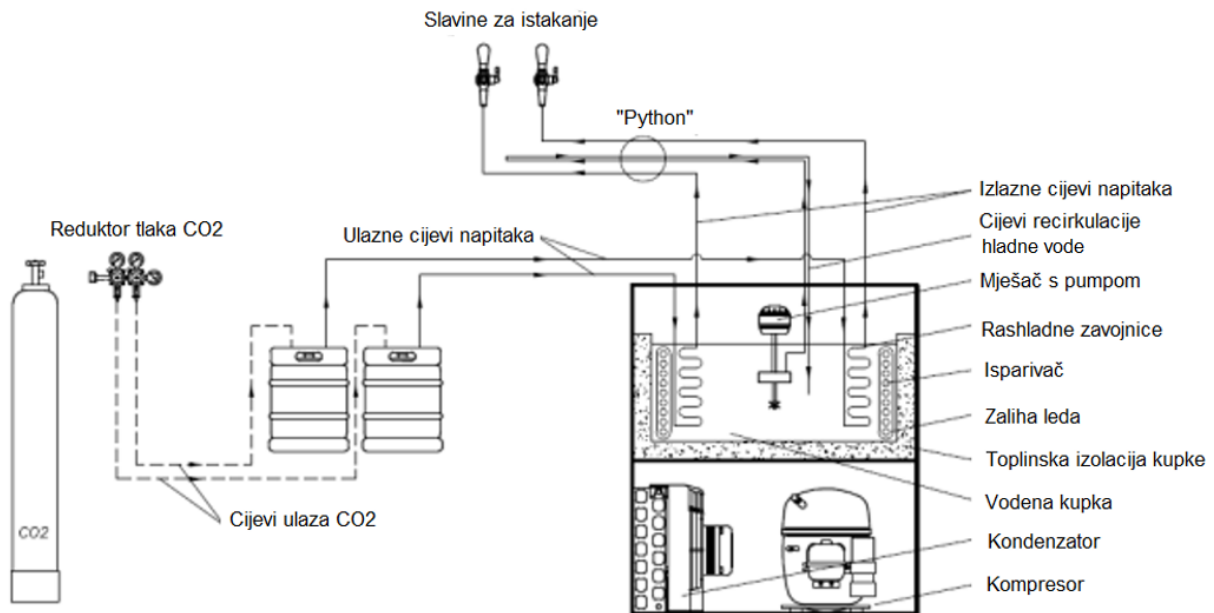 Slavine za istakanje
"Python"
Izlazne cijevi napitaka
Reduktor tlaka CO2
Ulazne cijevi napitaka
Cijevi recirkulacije
hladne vode
Mješač s pumpom
Rashladne zavojnice
Isparivač
Zaliha leda
Toplinska izolacija kupke
Vodena kupka
Cijevi ulaza CO2
CO2
Kondenzator
Kompresor